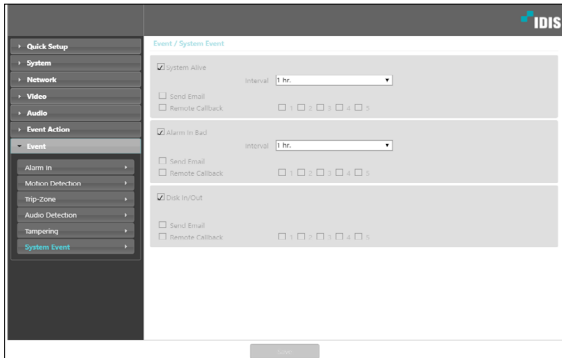 IDIS
Quick Setup
System
Network
Video
Audio
Event Action
Event
Alarm In
Motion Detection
Trip-Zone
Audio Detection
Tampering
System Event
Event / System Event
System Alive
Interval 1 hr.
Send Email
Remote Callback 1 2 3 4 5
Alarm In Bad
Interval 1 hr.
Send Email
Remote Callback 1 2 3 4 5
Disk In/Out
Send Email
Remote Callback 1 2 3 4 5